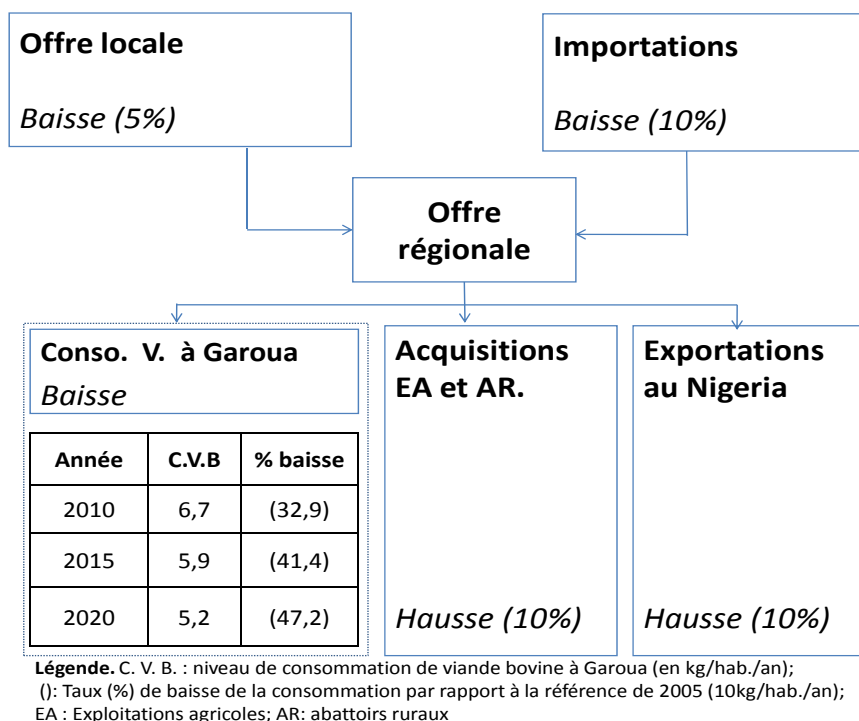 Offre locale
Baisse (5%)
Importations
Baisse (10%)
Offre
régionale
Conso. V. à Garoua
Baisse
Année C.V.B % baisse
2010 6,7 (32,9)
2015 5,9 (41,4)
2020 5,2 (47,2)
Acquisitions
EA et AR.
Hausse (10%)
Exportations
au Nigeria
Hausse (10%)
Légende. C. V. B. : niveau de consommation de viande bovine à Garoua (en kg/hab./an);
(): Taux (%) de baisse de la consommation par rapport à la référence de 2005 (10kg/hab./an);
EA : Exploitations agricoles; AR: abattoirs ruraux